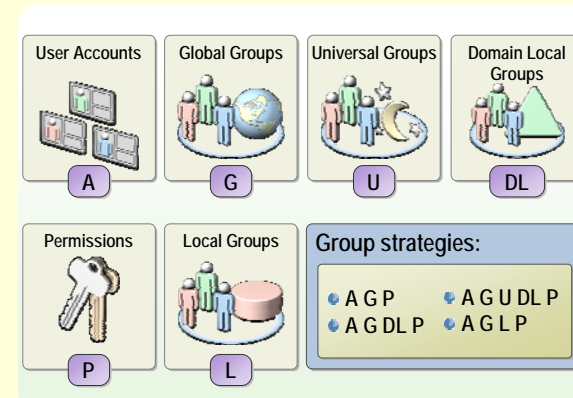 User Accounts
Global Groups
Universal Groups
Domain Local
Groups
A
G
U
DL
Permissions
Local Groups
Group strategies:
A G P
A G U DL P
A G DL P
A G L P
P
L